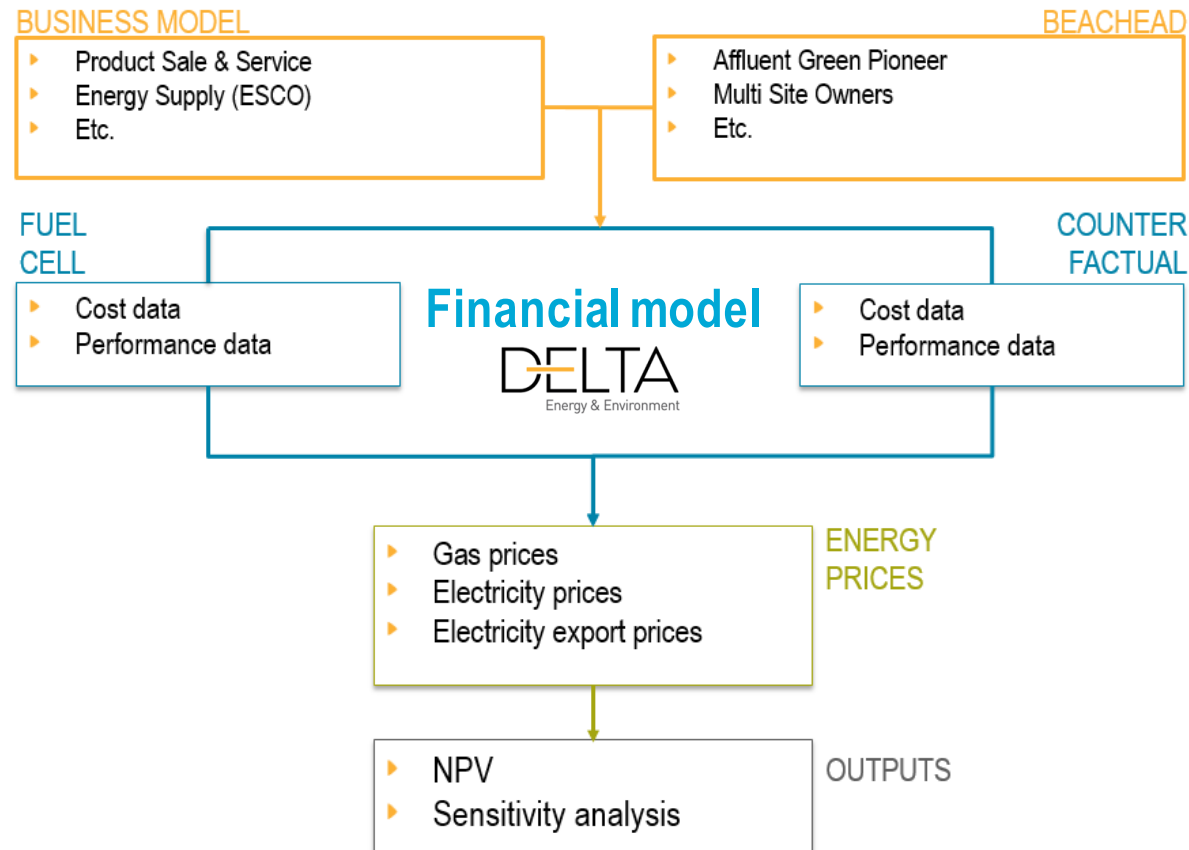 BUSINESS MODEL
BEACHEAD
Product Sale & Service
Energy Supply (ESCO)
Etc.
Affluent Green Pioneer
Multi Site Owners
Etc.
FUEL
CELL
COUNTER
FACTUAL
Cost data
Performance data
Financial model
DELTA
Energy & Environment
Cost data
Performance data
Gas prices
Electricity prices
Electricity export prices
ENERGY
PRICES
NPV
Sensitivity analysis
OUTPUTS